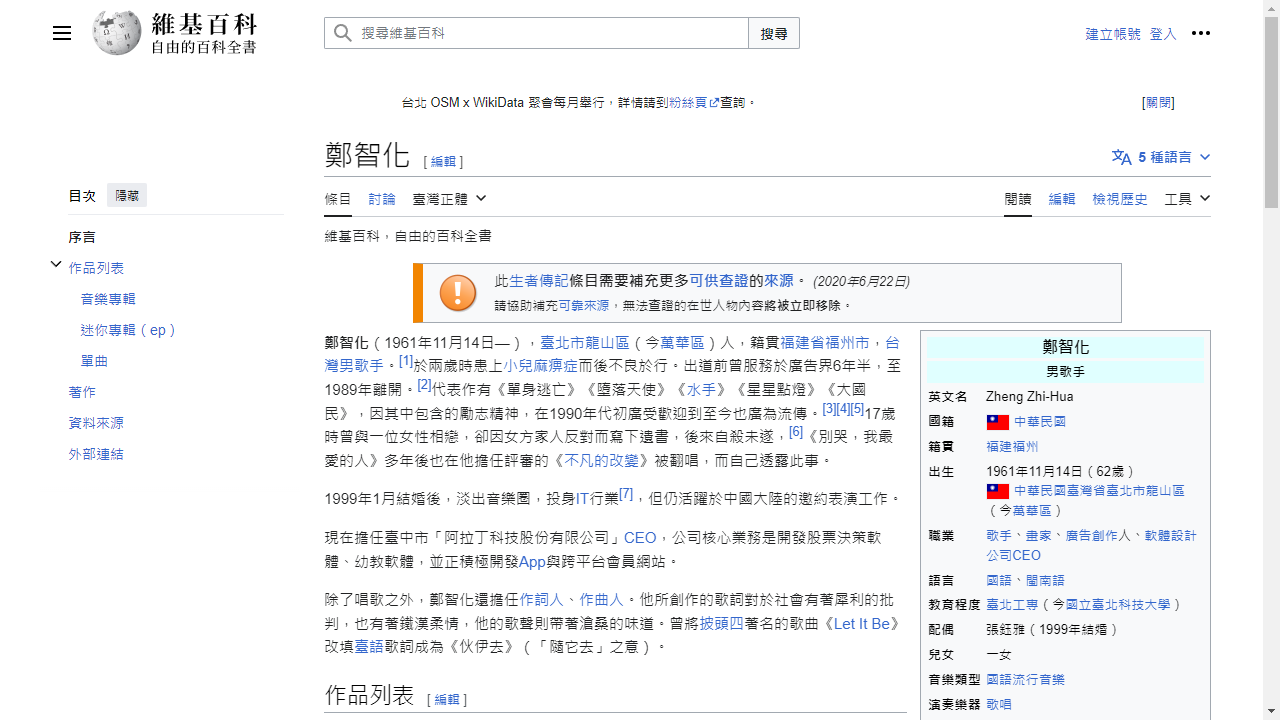 維基百科
自由的百科全書
搜尋維基百科
搜尋
建立帳號 登入
台北 OSM x WikiData 聚會每月舉行，詳情請到粉絲頁查詢。
[關閉]
鄭智化 [ 編輯 ]
5 種語言
目次 隱藏
序言
作品列表
音樂專輯
迷你專輯（ep）
單曲
著作
資料來源
外部連結
條目 討論 臺灣正體
閱讀 編輯 檢視歷史 工具
維基百科，自由的百科全書
此生者傳記條目需要補充更多可供查證的來源。 (2020年6月22日)
請協助補充可靠來源，無法查證的在世人物內容將被立即移除。
鄭智化（1961年11月14日—），臺北市龍山區（今萬華區）人，籍貫福建省福州市，台
灣男歌手。[1]於兩歲時患上小兒麻痹症而後不良於行。出道前曾服務於廣告界6年半，至
1989年離開。[2]代表作有《單身逃亡》《墮落天使》《水手》《星星點燈》《大國
民》，因其中包含的勵志精神，在1990年代初廣受歡迎到至今也廣為流傳。[3][4][5]17歲
時曾與一位女性相戀，卻因女方家人反對而寫下遺書，後來自殺未遂，[6]《別哭，我最
愛的人》多年後也在他擔任評審的《不凡的改變》被翻唱，而自己透露此事。
1999年1月結婚後，淡出音樂圈，投身IT行業[7]，但仍活躍於中國大陸的邀約表演工作。
現在擔任臺中市「阿拉丁科技股份有限公司」CEO，公司核心業務是開發股票決策軟
體、幼教軟體，並正積極開發App與跨平台會員網站。
除了唱歌之外，鄭智化還擔任作詞人、作曲人。他所創作的歌詞對於社會有著犀利的批
判，也有著鐵漢柔情，他的歌聲則帶著滄桑的味道。曾將披頭四著名的歌曲《Let It Be》
改填臺語歌詞成為《伙伊去》（「隨它去」之意）。
作品列表 [ 編輯 ]
鄭智化
男歌手
英文名 Zheng Zhi-Hua
國籍 中華民國
籍貫 福建福州
出生 1961年11月14日（62歲）
中華民國臺灣省臺北市龍山區
（今萬華區）
職業 歌手、畫家、廣告創作人、軟體設計
公司CEO
語言 國語、閩南語
教育程度 臺北工專（今國立臺北科技大學）
配偶 張鈺雅（1999年結婚）
兒女 一女
音樂類型 國語流行音樂
演奏樂器 歌唱